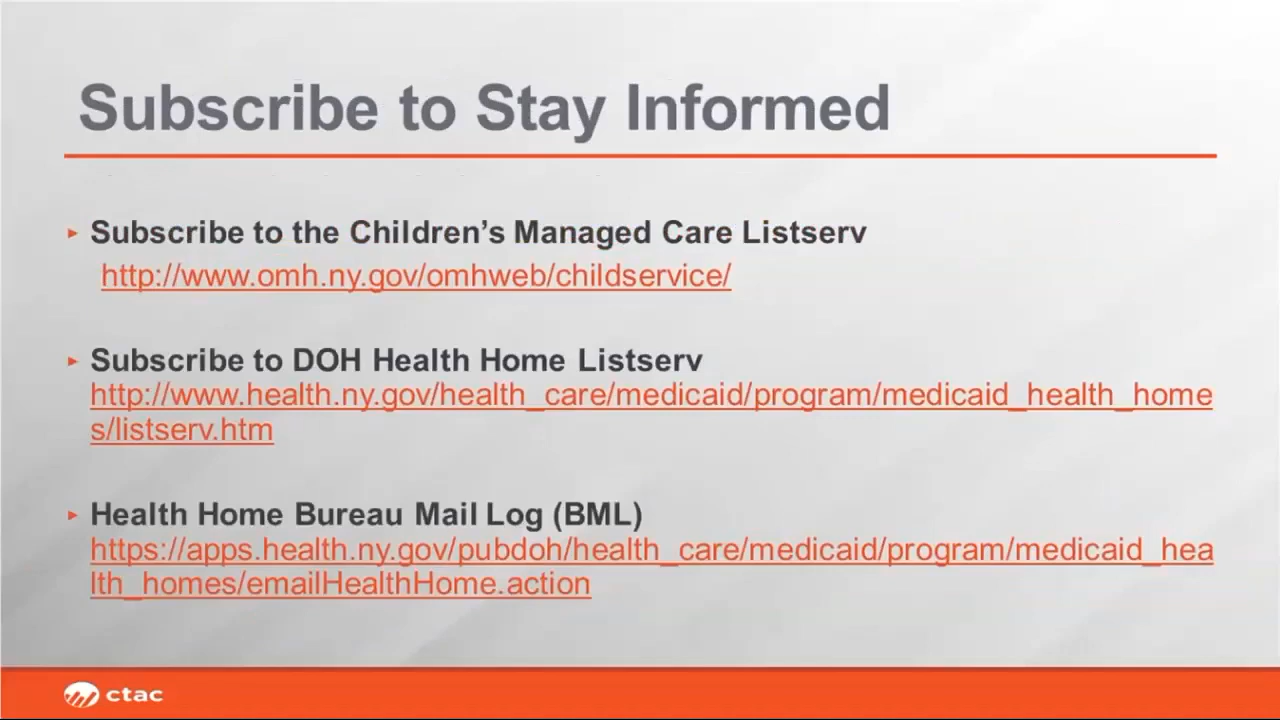 Subscribe to Stay Informed
Subscribe to the Children's Managed Care Listserv
http://www.omh.ny.gov/omhweb/childservice/
Subscribe to DOH Health Home Listserv
http://www.health.ny.gov/health_care/medicaid/program/medicaid_health_home
s/listserv.htm
Health Home Bureau Mail Log (BML)
https://apps.health.ny.gov/pubdoh/health_care/medicaid/program/medicaid_hea
lth_homes/emailHealthHome.action
ctac